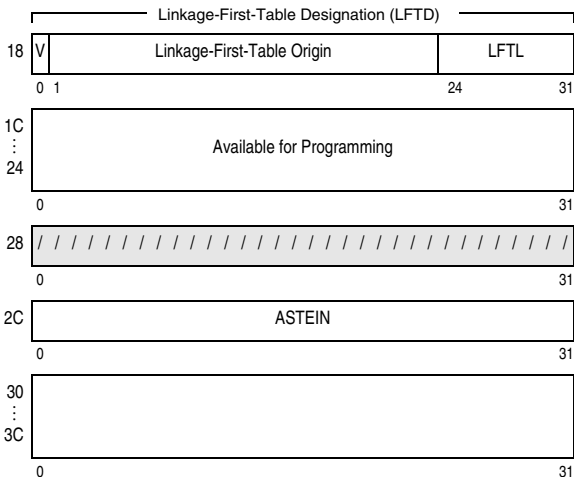 Linkage-First-Table Designation (LFTD)
18 V Linkage-First-Table Origin LFTL
0 1 24 31
1C
⋮ Available for Programming
24
0 31
28 / / / / / / / / / / / / / / / / / / / / / / / / / / / / / / / /
0 31
2C ASTEIN
0 31
30
⋮
3C
0 31